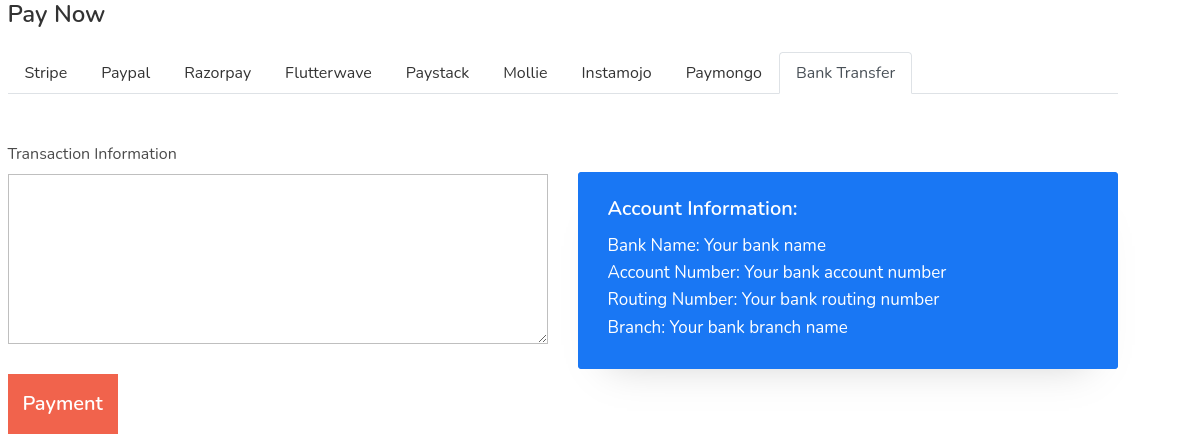 Pay Now
Stripe Paypal Razorpay Flutterwave Paystack Mollie Instamojo Paymongo Bank Transfer
Transaction Information
Account Information:
Bank Name: Your bank name
Account Number: Your bank account number
Routing Number: Your bank routing number
Branch: Your bank branch name
Payment